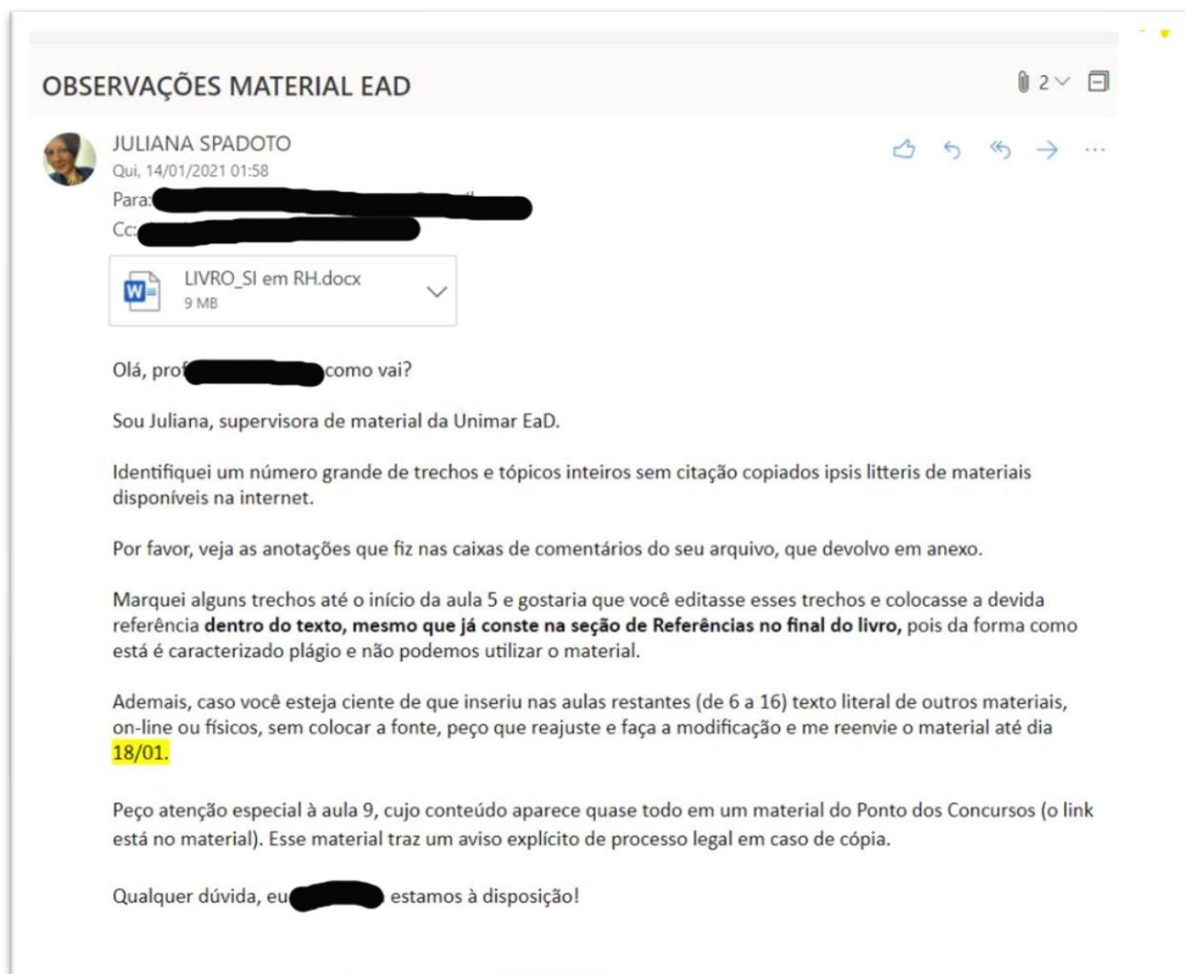 OBSERVAÇÕES MATERIAL EAD
2
JULIANA SPADOTO
Qui, 14/01/2021 01:58
Para:
Cc:
LIVRO_SI em RH.docx
9 MB
Olá, prof como vai?
Sou Juliana, supervisora de material da Unimar EaD.
Identifiquei um número grande de trechos e tópicos inteiros sem citação copiados ipsis litteris de materiais
disponíveis na internet.
Por favor, veja as anotações que fiz nas caixas de comentários do seu arquivo, que devolvo em anexo.
Marquei alguns trechos até o início da aula 5 e gostaria que você editasse esses trechos e colocasse a devida
referência dentro do texto, mesmo que já conste na seção de Referências no final do livro, pois da forma como
está é caracterizado plágio e não podemos utilizar o material.
Ademais, caso você esteja ciente de que inseriu nas aulas restantes (de 6 a 16) texto literal de outros materiais,
on-line ou físicos, sem colocar a fonte, peço que reajuste e faça a modificação e me reenvie o material até dia
18/01.
Peço atenção especial à aula 9, cujo conteúdo aparece quase todo em um material do Ponto dos Concursos (o link
está no material). Esse material traz um aviso explícito de processo legal em caso de cópia.
Qualquer dúvida, eu estamos à disposição!